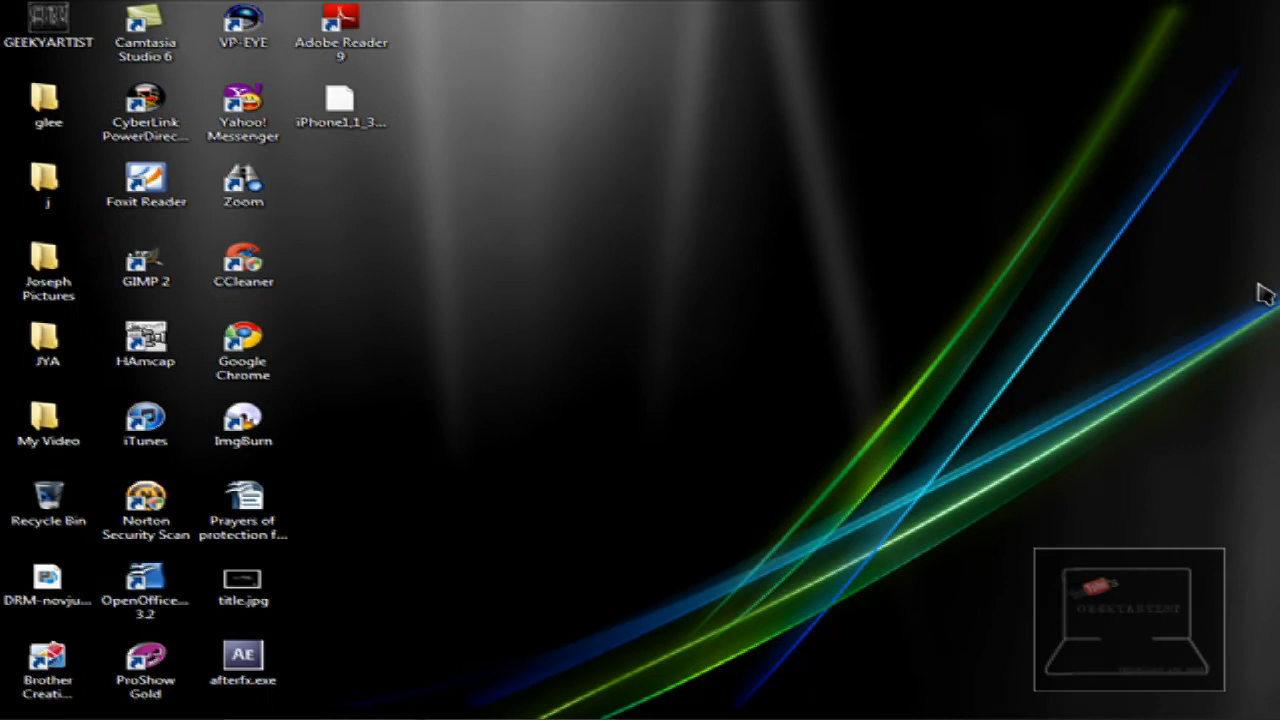 GEEKYARTIST
Camtasia
Studio 6
VP-EYE
Adobe Reader
9
glee
CyberLink
PowerDirec...
Yahoo!
Messenger
iPhone1,1_3...
j
Foxit Reader
Zoom
Joseph
Pictures
GIMP 2
CCleaner
JYA
HAmcap
Google
Chrome
My Video
iTunes
ImgBurn
Recycle Bin
Norton
Security Scan
Prayers of
protection f...
DRM-novju...
OpenOffice...
3.2
title.jpg
Brother
Creati...
ProShow
Gold
AE
afterfx.exe
Tube
GEEKYARTIST